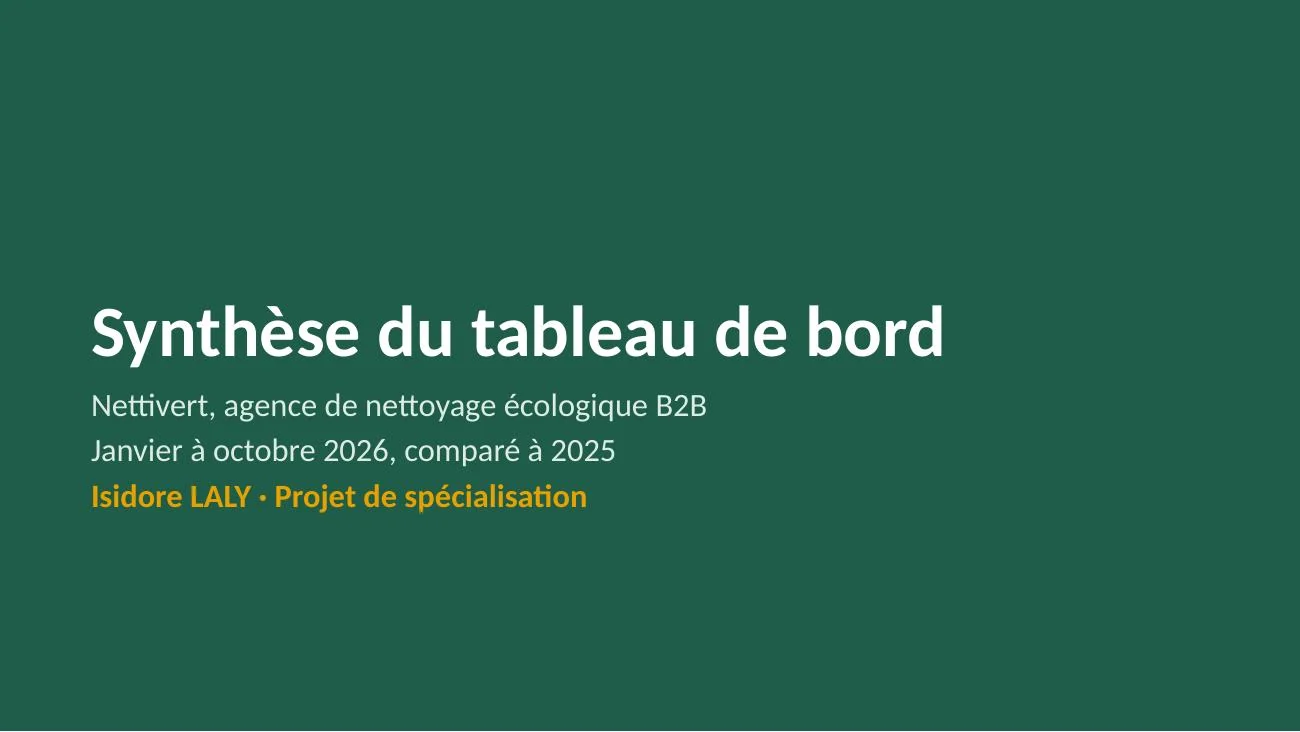 Synthèse du tableau de bord
Nettivert, agence de nettoyage écologique B2B
Janvier à octobre 2026, comparé à 2025
Isidore LALY · Projet de spécialisation